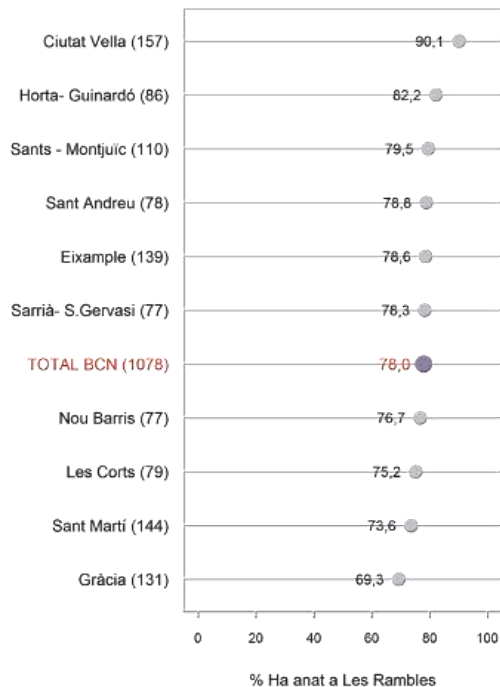 Ciutat Vella (157) 90,1
Horta- Guinardó (86) 82,2
Sants - Montjuïc (110) 79,5
Sant Andreu (78) 78,8
Eixample (139) 78,6
Sarrià- S.Gervasi (77) 78,3
TOTAL BCN (1078) 78,0
Nou Barris (77) 76,7
Les Corts (79) 75,2
Sant Martí (144) 73,6
Gràcia (131) 69,3
0 20 40 60 80 100
% Ha anat a Les Rambles